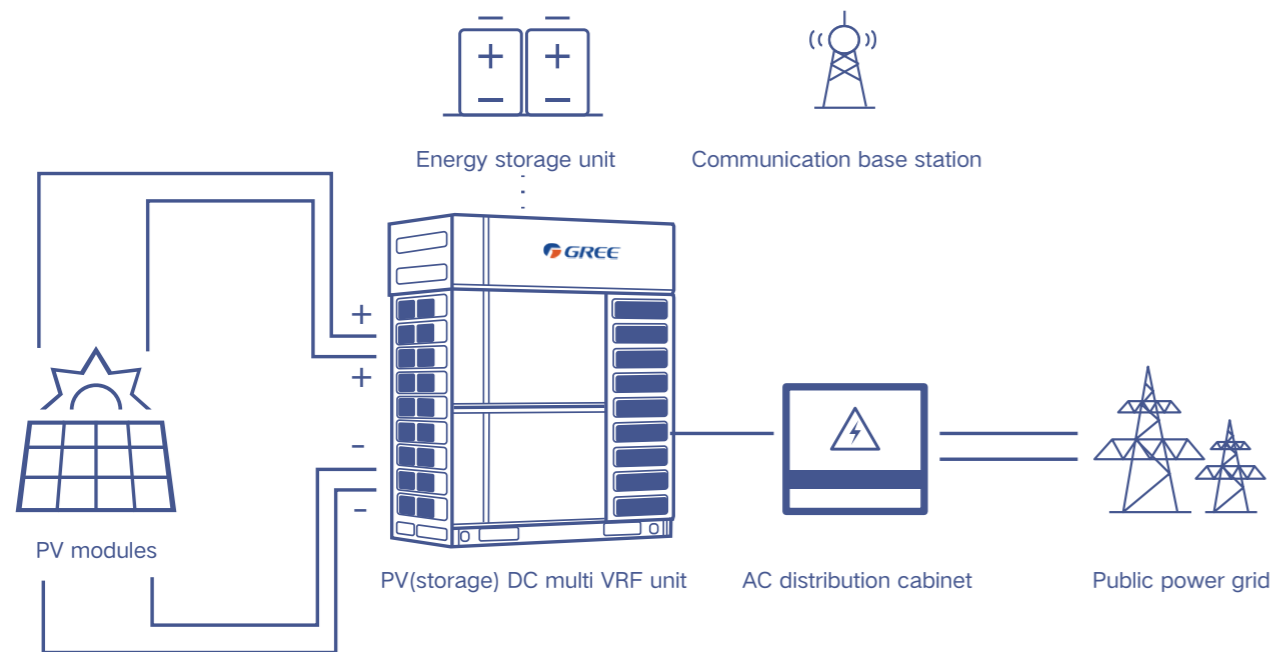 Energy storage unit
Communication base station
GREE
+
+
-
-
PV modules
PV(storage) DC multi VRF unit
AC distribution cabinet
Public power grid